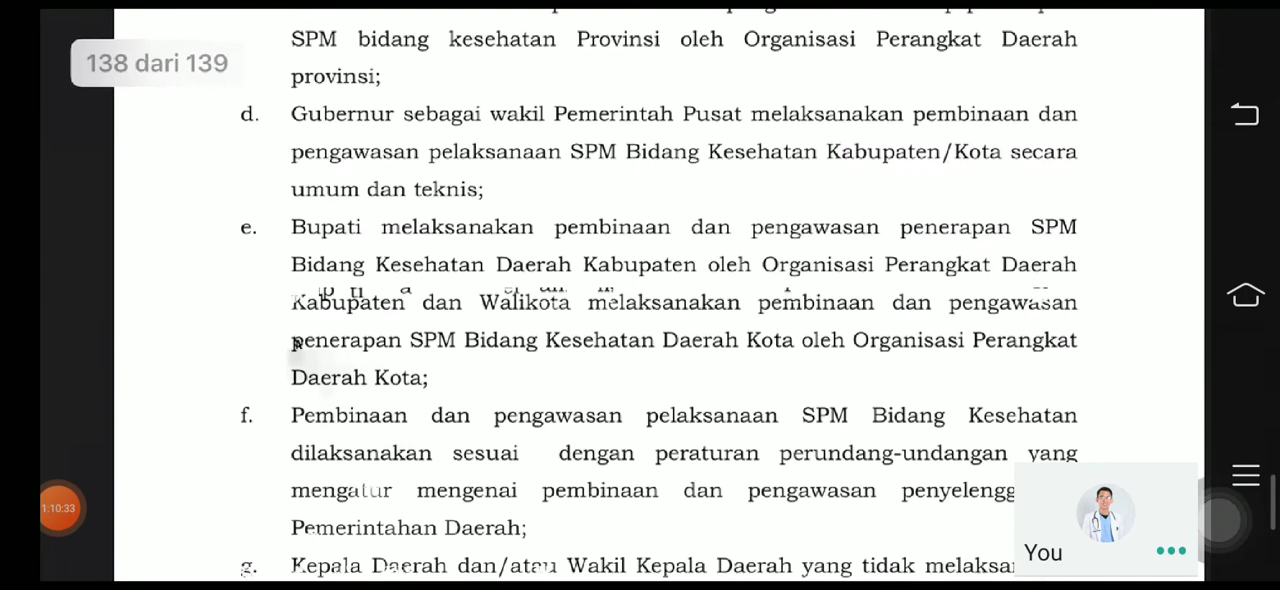 SPM bidang kesehatan Provinsi oleh Organisasi Perangkat Daerah
138 dari 139
provinsi;
d. Gubernur sebagai wakil Pemerintah Pusat melaksanakan pembinaan dan
pengawasan pelaksanaan SPM Bidang Kesehatan Kabupaten/Kota secara
umum dan teknis;
e. Bupati melaksanakan pembinaan dan pengawasan penerapan SPM
Bidang Kesehatan Daerah Kabupaten oleh Organisasi Perangkat Daerah
Kabupaten dan Walikota melaksanakan pembinaan dan pengawasan
penerapan SPM Bidang Kesehatan Daerah Kota oleh Organisasi Perangkat
Daerah Kota;
f. Pembinaan dan pengawasan pelaksanaan SPM Bidang Kesehatan
dilaksanakan sesuai dengan peraturan perundang-undangan yang
mengatur mengenai pembinaan dan pengawasan
1:10:33
Pemerintahan Daerah;
You
g. Kepala Daerah dan/atau Wakil Kepala Daerah yang tidak